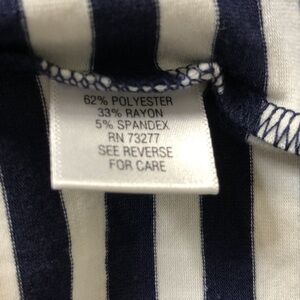 62% POLYESTER
33% RAYON
5% SPANDEX
RN 73277
SEE REVERSE
FOR CARE